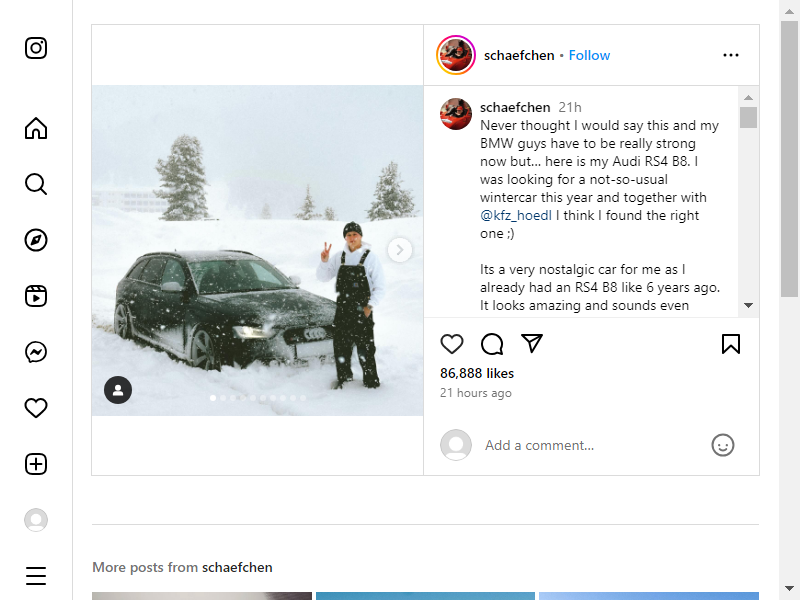 schaefchen • Follow
schaefchen 21h
Never thought I would say this and my
BMW guys have to be really strong
now but... here is my Audi RS4 B8. I
was looking for a not-so-usual
wintercar this year and together with
@kfz_hoedl I think I found the right
one ;)
Its a very nostalgic car for me as I
already had an RS4 B8 like 6 years ago.
It looks amazing and sounds even
86,888 likes
21 hours ago
Add a comment...
More posts from schaefchen